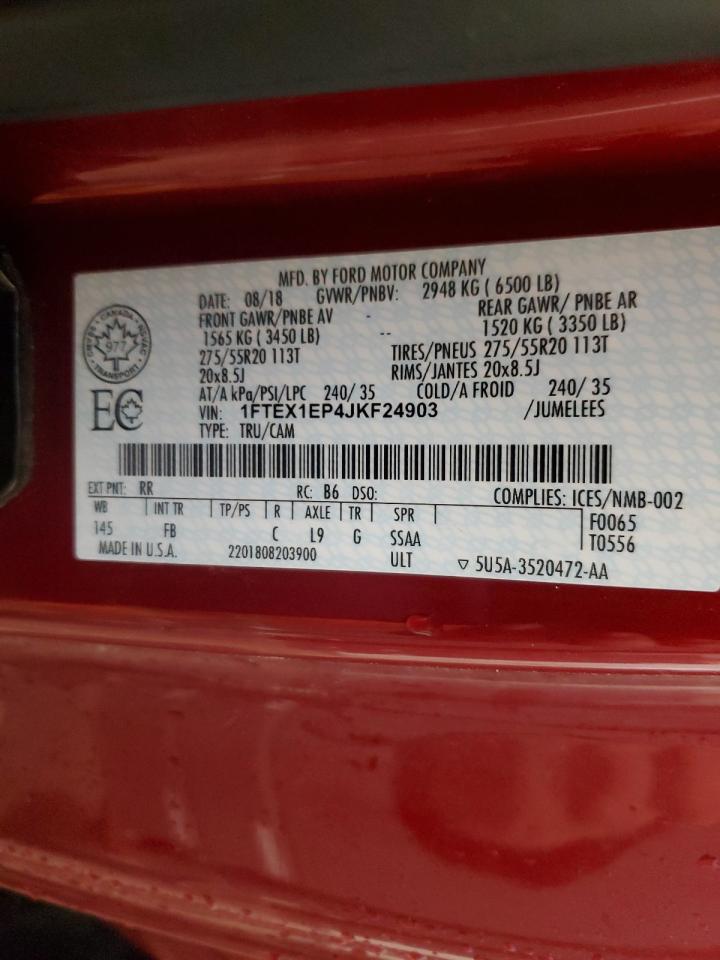 MFD. BY FORD MOTOR COMPANY
DATE: 08/18 GVWR/PNBV: 2948 KG ( 6500 LB)
FRONT GAWR/PNBE AV REAR GAWR/ PNBE AR
1565 KG ( 3450 LB) -- 1520 KG ( 3350 LB)
275/55R20 113T TIRES/PNEUS 275/55R20 113T
20x8.5J RIMS/JANTES 20x8.5J
AT/A kPa/PSI/LPC 240/ 35 COLD/A FROID 240/ 35
VIN: 1FTEX1EP4JKF24903 /JUMELEES
TYPE: TRU/CAM
CANADA
977
TRANSPORT
EC
EXT PNT: RR RC: B6 DSO: COMPLIES: ICES/NMB-002
WB INT TR TP/PS R AXLE TR SPR F0065
145 FB C L9 G SSAA T0556
MADE IN U.S.A. 2201808203900 ULT ▽ 5U5A-3520472-AA